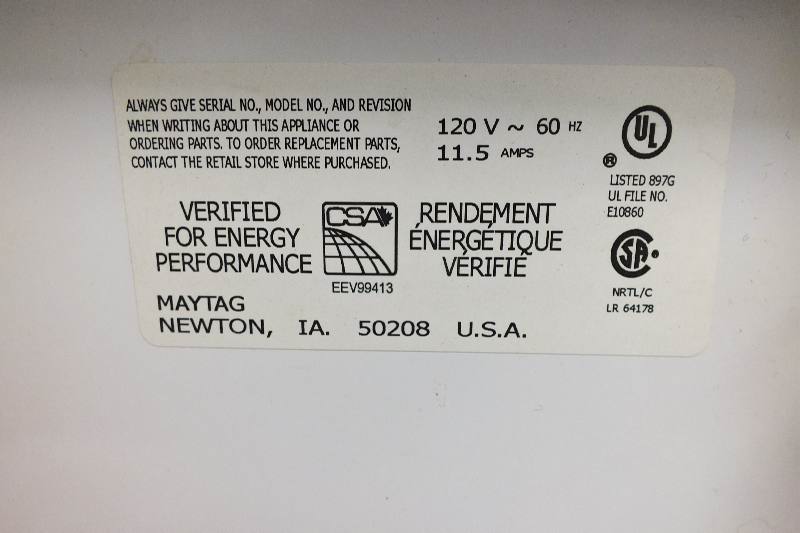 ALWAYS GIVE SERIAL NO., MODEL NO., AND REVISION
WHEN WRITING ABOUT THIS APPLIANCE OR
ORDERING PARTS. TO ORDER REPLACEMENT PARTS,
CONTACT THE RETAIL STORE WHERE PURCHASED.
120 V ~ 60 HZ
11.5 AMPS
UL
®
LISTED 897G
UL FILE NO.
E10860
VERIFIED
FOR ENERGY
PERFORMANCE
CSA
EEV99413
RENDEMENT
ÉNERGÉTIQUE
VÉRIFIÉ
SA
NRTL/C
LR 64178
MAYTAG
NEWTON, IA. 50208 U.S.A.